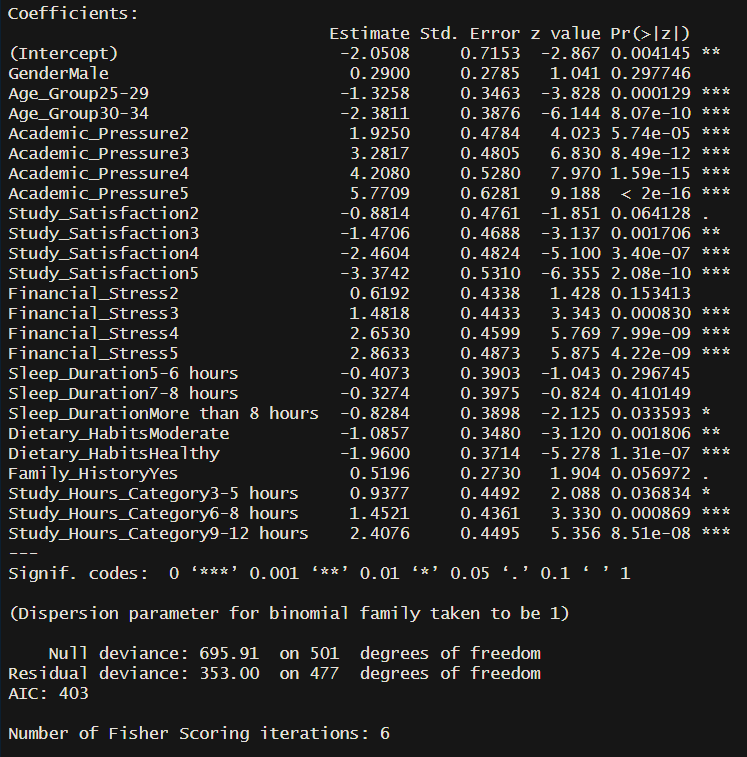 Coefficients:
                              Estimate Std. Error z value Pr(>|z|)
(Intercept)                    -2.0508     0.7153  -2.867 0.004145 **
GenderMale                      0.2900     0.2785   1.041 0.297746
Age_Group25-29                 -1.3258     0.3463  -3.828 0.000129 ***
Age_Group30-34                 -2.3811     0.3876  -6.144 8.07e-10 ***
Academic_Pressure2              1.9250     0.4784   4.023 5.74e-05 ***
Academic_Pressure3              3.2817     0.4805   6.830 8.49e-12 ***
Academic_Pressure4              4.2080     0.5280   7.970 1.59e-15 ***
Academic_Pressure5              5.7709     0.6281   9.188  < 2e-16 ***
Study_Satisfaction2            -0.8814     0.4761  -1.851 0.064128 .
Study_Satisfaction3            -1.4706     0.4688  -3.137 0.001706 **
Study_Satisfaction4            -2.4604     0.4824  -5.100 3.40e-07 ***
Study_Satisfaction5            -3.3742     0.5310  -6.355 2.08e-10 ***
Financial_Stress2               0.6192     0.4338   1.428 0.153413
Financial_Stress3               1.4818     0.4433   3.343 0.000830 ***
Financial_Stress4               2.6530     0.4599   5.769 7.99e-09 ***
Financial_Stress5               2.8633     0.4873   5.875 4.22e-09 ***
Sleep_Duration5-6 hours        -0.4073     0.3903  -1.043 0.296745
Sleep_Duration7-8 hours        -0.3274     0.3975  -0.824 0.410149
Sleep_DurationMore than 8 hours -0.8284     0.3898  -2.125 0.033593 *
Dietary_HabitsModerate         -1.0857     0.3480  -3.120 0.001806 **
Dietary_HabitsHealthy          -1.9600     0.3714  -5.278 1.31e-07 ***
Family_HistoryYes               0.5196     0.2730   1.904 0.056972 .
Study_Hours_Category3-5 hours   0.9377     0.4492   2.088 0.036834 *
Study_Hours_Category6-8 hours   1.4521     0.4361   3.330 0.000869 ***
Study_Hours_Category9-12 hours  2.4076     0.4495   5.356 8.51e-08 ***
---
Signif. codes:  0 ‘***’ 0.001 ‘**’ 0.01 ‘*’ 0.05 ‘.’ 0.1 ‘ ’ 1
(Dispersion parameter for binomial family taken to be 1)
    Null deviance: 695.91  on 501  degrees of freedom
Residual deviance: 353.00  on 477  degrees of freedom
AIC: 403
Number of Fisher Scoring iterations: 6